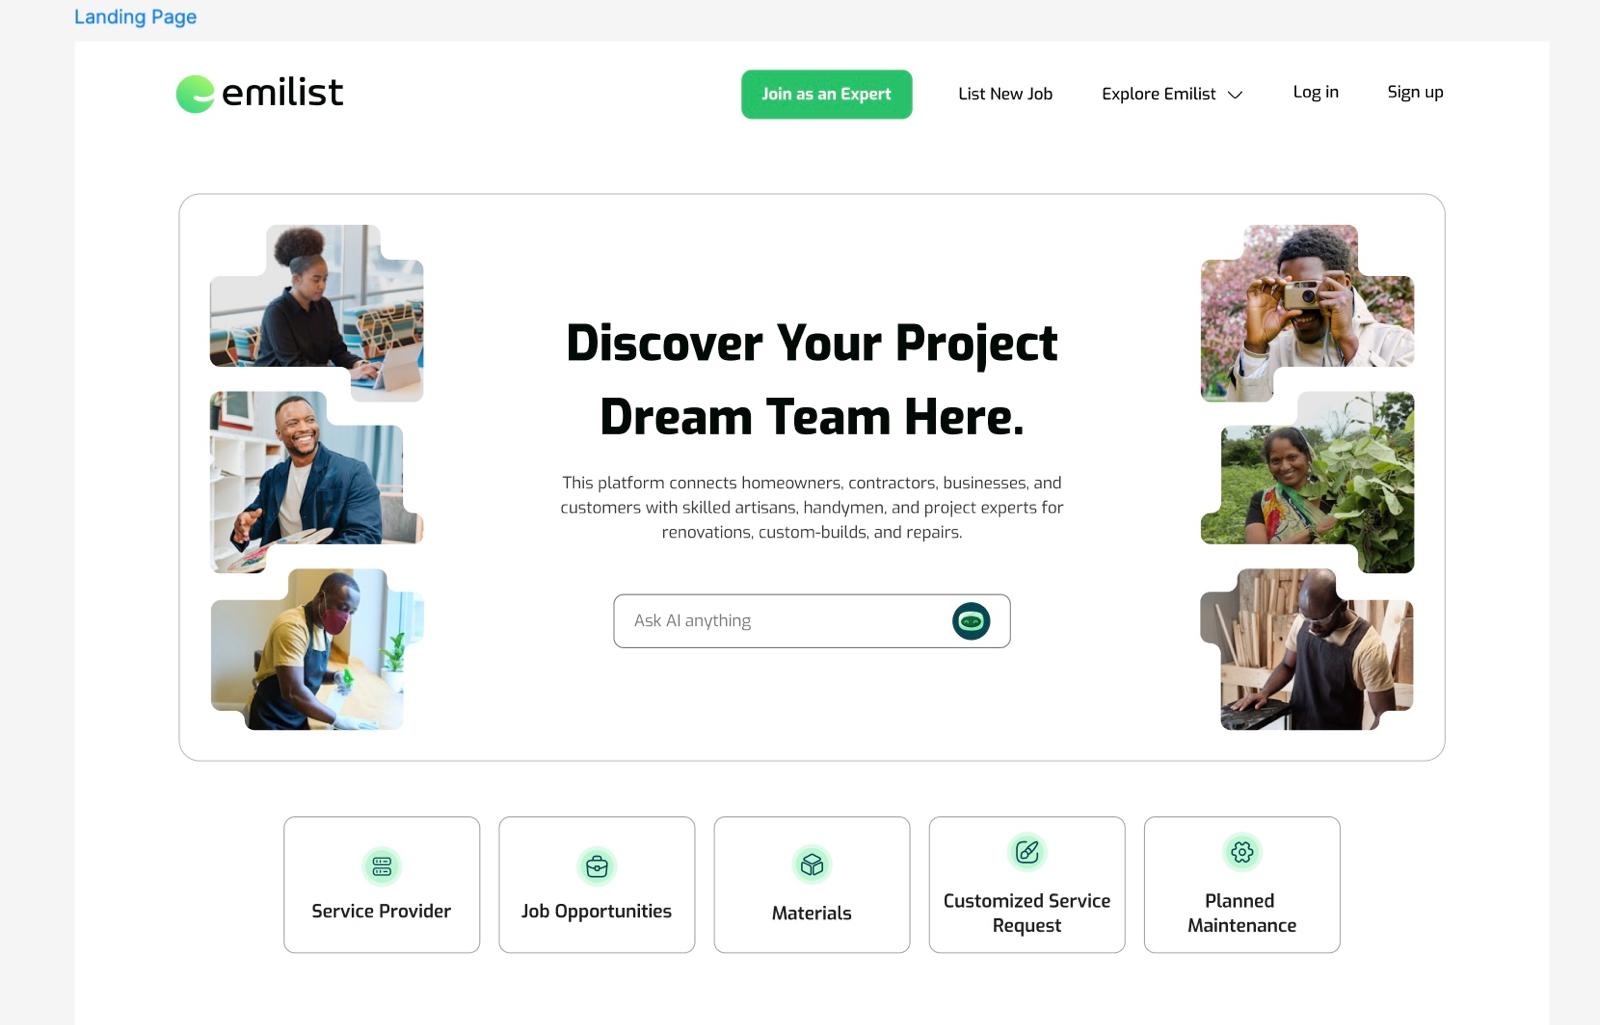 Landing Page
emilist
Join as an Expert
List New Job
Explore Emilist
Log in
Sign up
Discover Your Project
Dream Team Here.
This platform connects homeowners, contractors, businesses, and
customers with skilled artisans, handymen, and project experts for
renovations, custom-builds, and repairs.
Ask AI anything
Service Provider
Job Opportunities
Materials
Customized Service
Request
Planned
Maintenance